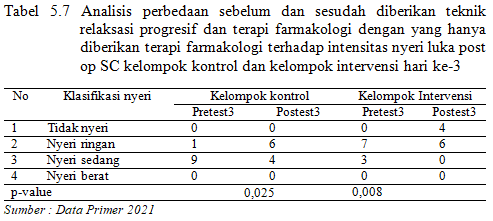 Tabel 5.7 Analisis perbedaan sebelum dan sesudah diberikan teknik
relaksasi progresif dan terapi farmakologi dengan yang hanya
diberikan terapi farmakologi terhadap intensitas nyeri luka post
op SC kelompok kontrol dan kelompok intervensi hari ke-3
No Klasifikasi nyeri Kelompok kontrol Kelompok Intervensi
Pretest3 Postest3 Pretest3 Postest3
1 Tidak nyeri 0 0 0 4
2 Nyeri ringan 1 6 7 6
3 Nyeri sedang 9 4 3 0
4 Nyeri berat 0 0 0 0
p-value 0,025 0,008
Sumber : Data Primer 2021